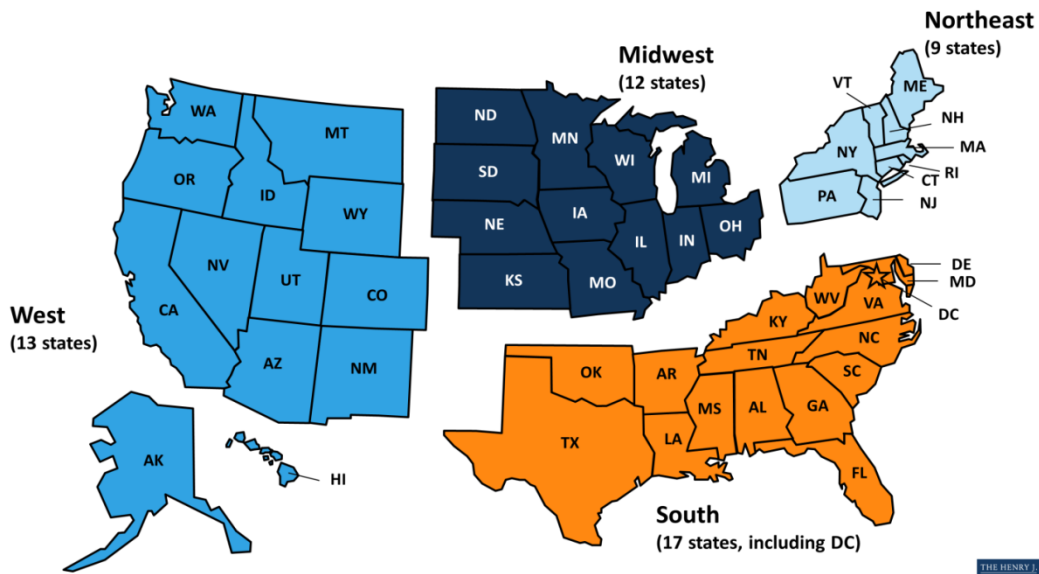 Northeast
(9 states)
Midwest
(12 states)
VT
ME
WA
MT
ND
MN
NH
OR
ID
SD
WI
MI
NY
MA
RI
CT
PA
NJ
WY
NE
IA
IL
IN
OH
NV
UT
CO
KS
MO
CA
West
(13 states)
AZ
NM
DE
MD
DC
WV
VA
KY
NC
TN
SC
OK
AR
MS
AL
GA
TX
LA
FL
AK
HI
South
(17 states, including DC)
THE HENRY J.